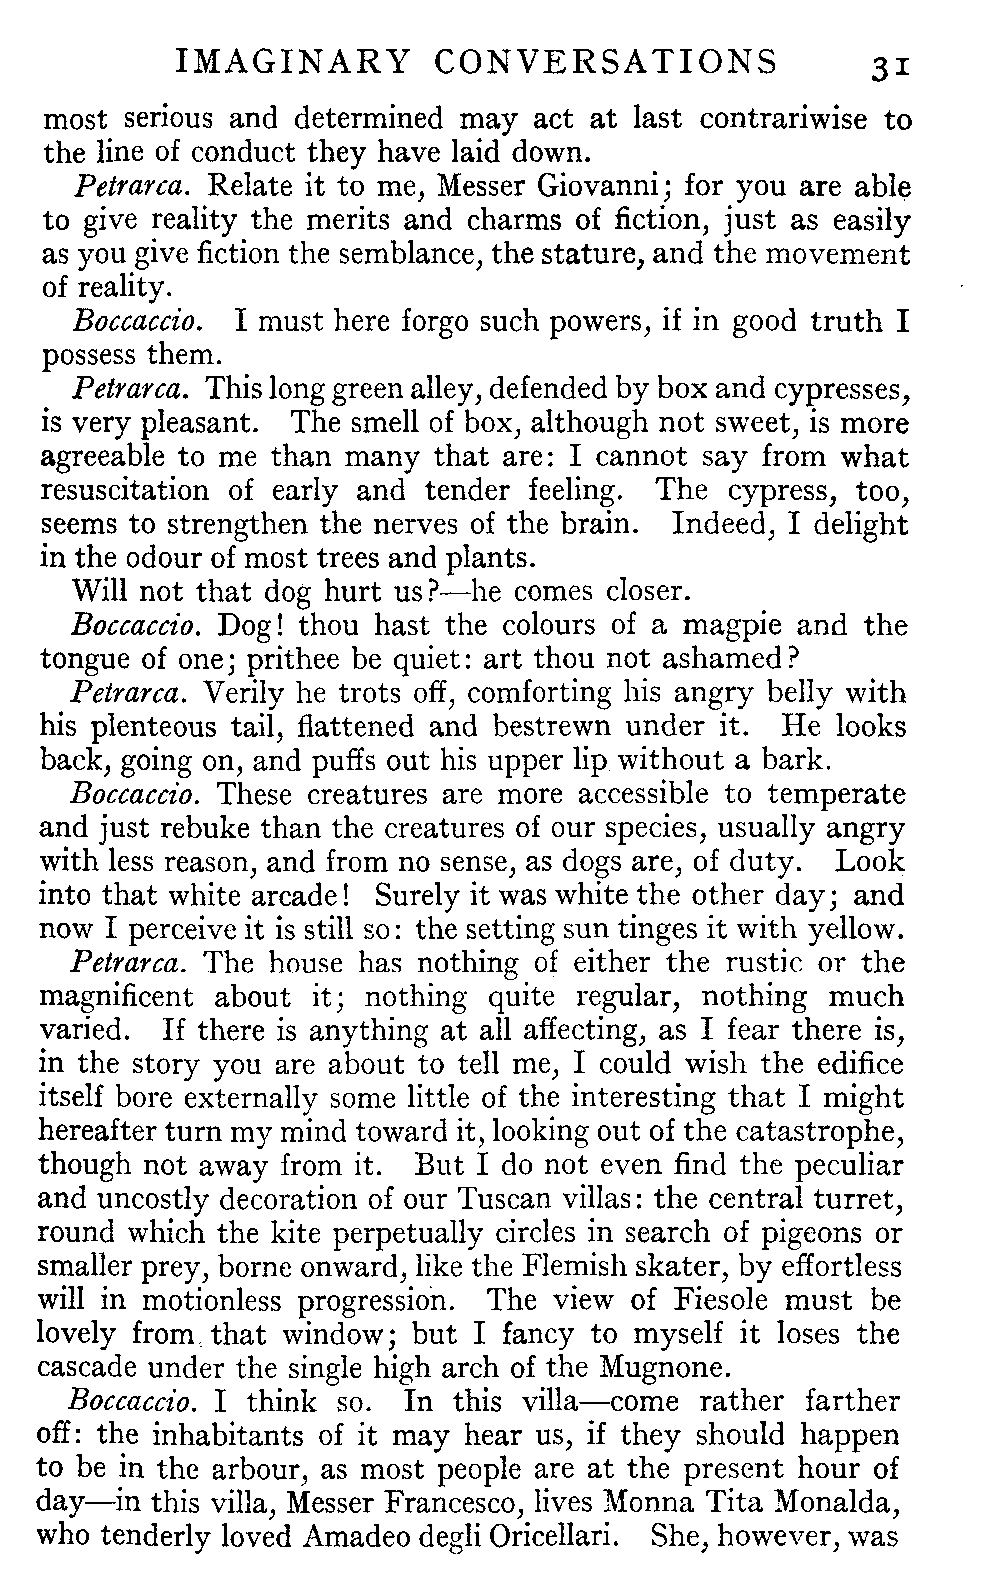 IMAGINARY CONVERSATIONS 31
most serious and determined may act at last contrariwise to
the line of conduct they have laid down.
Petrarca. Relate it to me, Messer Giovanni; for you are able
to give reality the merits and charms of fiction, just as easily
as you give fiction the semblance, the stature, and the movement
of reality.
Boccaccio. I must here forgo such powers, if in good truth I
possess them.
Petrarca. This long green alley, defended by box and cypresses,
is very pleasant. The smell of box, although not sweet, is more
agreeable to me than many that are: I cannot say from what
resuscitation of early and tender feeling. The cypress, too,
seems to strengthen the nerves of the brain. Indeed, I delight
in the odour of most trees and plants.
Will not that dog hurt us?—he comes closer.
Boccaccio. Dog! thou hast the colours of a magpie and the
tongue of one; prithee be quiet: art thou not ashamed?
Petrarca. Verily he trots off, comforting his angry belly with
his plenteous tail, flattened and bestrewn under it. He looks
back, going on, and puffs out his upper lip without a bark.
Boccaccio. These creatures are more accessible to temperate
and just rebuke than the creatures of our species, usually angry
with less reason, and from no sense, as dogs are, of duty. Look
into that white arcade! Surely it was white the other day; and
now I perceive it is still so: the setting sun tinges it with yellow.
Petrarca. The house has nothing of either the rustic or the
magnificent about it; nothing quite regular, nothing much
varied. If there is anything at all affecting, as I fear there is,
in the story you are about to tell me, I could wish the edifice
itself bore externally some little of the interesting that I might
hereafter turn my mind toward it, looking out of the catastrophe,
though not away from it. But I do not even find the peculiar
and uncostly decoration of our Tuscan villas: the central turret,
round which the kite perpetually circles in search of pigeons or
smaller prey, borne onward, like the Flemish skater, by effortless
will in motionless progression. The view of Fiesole must be
lovely from that window; but I fancy to myself it loses the
cascade under the single high arch of the Mugnone.
Boccaccio. I think so. In this villa—come rather farther
off: the inhabitants of it may hear us, if they should happen
to be in the arbour, as most people are at the present hour of
day—in this villa, Messer Francesco, lives Monna Tita Monalda,
who tenderly loved Amadeo degli Oricellari. She, however, was